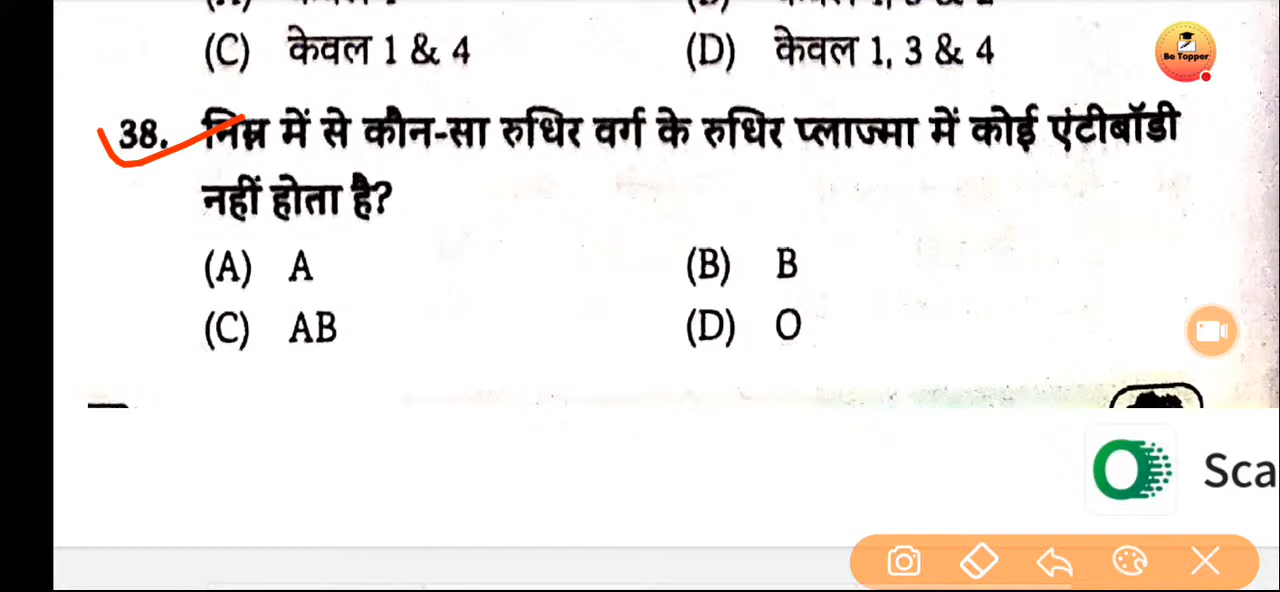 (C) केवल 1 & 4
(D) केवल 1, 3 & 4
Be Topper
38. निम्न में से कौन-सा रुधिर वर्ग के रुधिर प्लाज्मा में कोई एंटीबॉडी
नहीं होता है?
(A) A
(B) B
(C) AB
(D) O
Sca